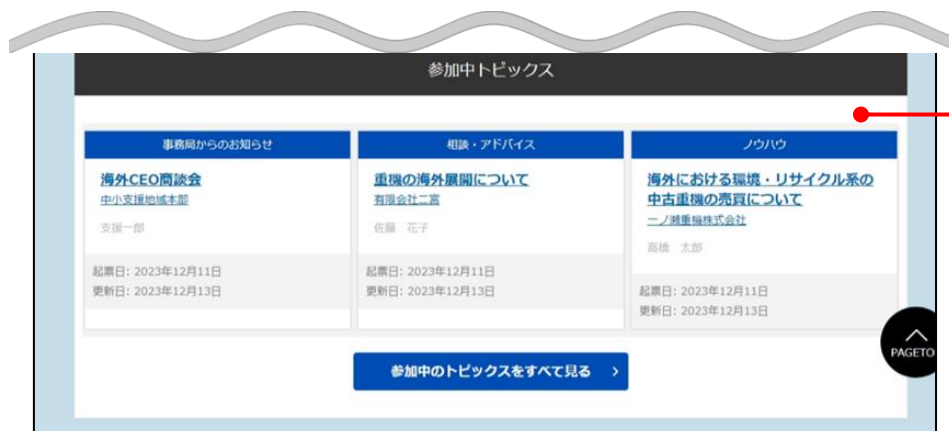 参加中トピックス
事務局からのお知らせ
海外CEO商談会
中小支援地域本部
支援一郎
起票日: 2023年12月11日
更新日: 2023年12月13日
相談・アドバイス
重機の海外展開について
有限会社二宮
佐藤 花子
起票日: 2023年12月11日
更新日: 2023年12月13日
ノウハウ
海外における環境・リサイクル系の
中古重機の売買について
一ノ瀬重機株式会社
高橋 太郎
起票日: 2023年12月11日
更新日: 2023年12月13日
参加中のトピックスをすべて見る
PAGETO